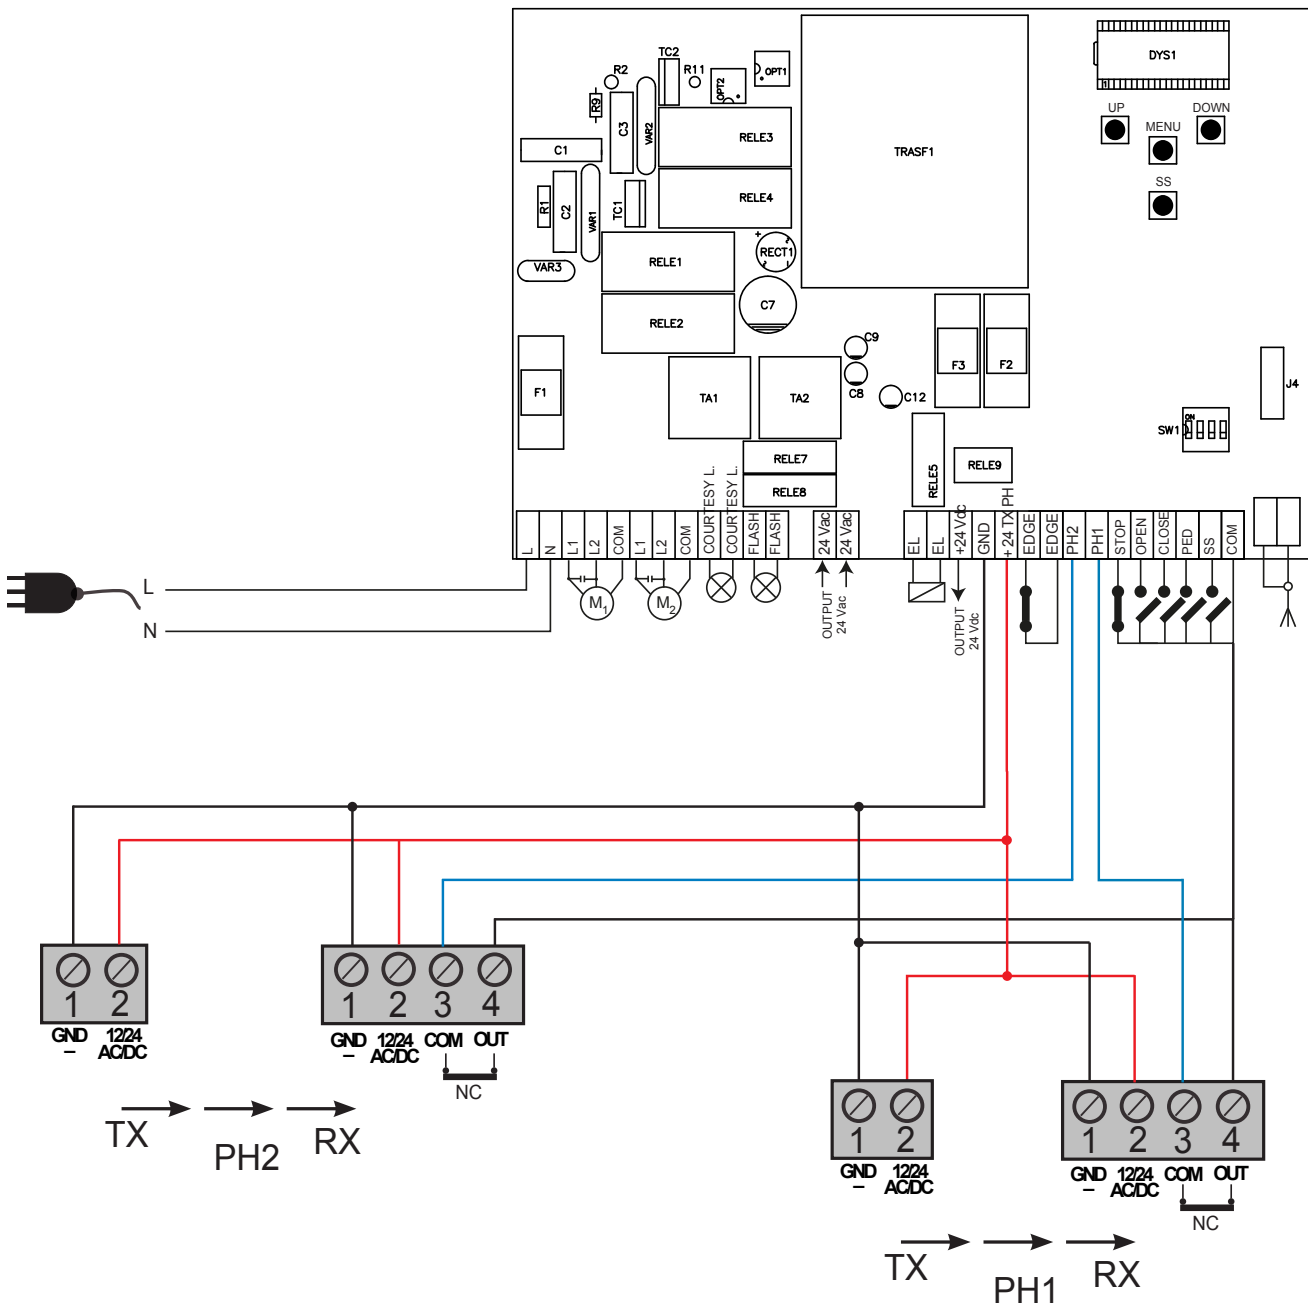 DYS1
1
UP
DOWN
MENU
SS
TC2
R2
R11
OPT2
OPT1
R9
C3
VAR2
RELE3
C1
TRASF1
R1
C2
VAR1
TC1
RELE4
+
RECT1
VAR3
RELE1
C7
RELE2
C9
C8
C12
F1
TA1
TA2
F3
F2
J4
SW1
ON
RELE7
RELE8
RELE5
RELE9
L
N
L1
L2
COM
L1
L2
COM
COURTESY L.
COURTESY L.
FLASH
FLASH
24 Vac
24 Vac
EL
EL
+24 Vdc
GND
+ 24 TX PH
EDGE
EDGE
PH2
PH1
STOP
OPEN
CLOSE
PED
SS
COM
L
N
M1
M2
OUTPUT
24 Vac
OUTPUT
24 Vdc
1 2
GND 12/24
– AC/DC
1 2 3 4
GND 12/24 COM OUT
– AC/DC
NC
TX PH2 RX
1 2
GND 12/24
– AC/DC
1 2 3 4
GND 12/24 COM OUT
– AC/DC
NC
TX PH1 RX